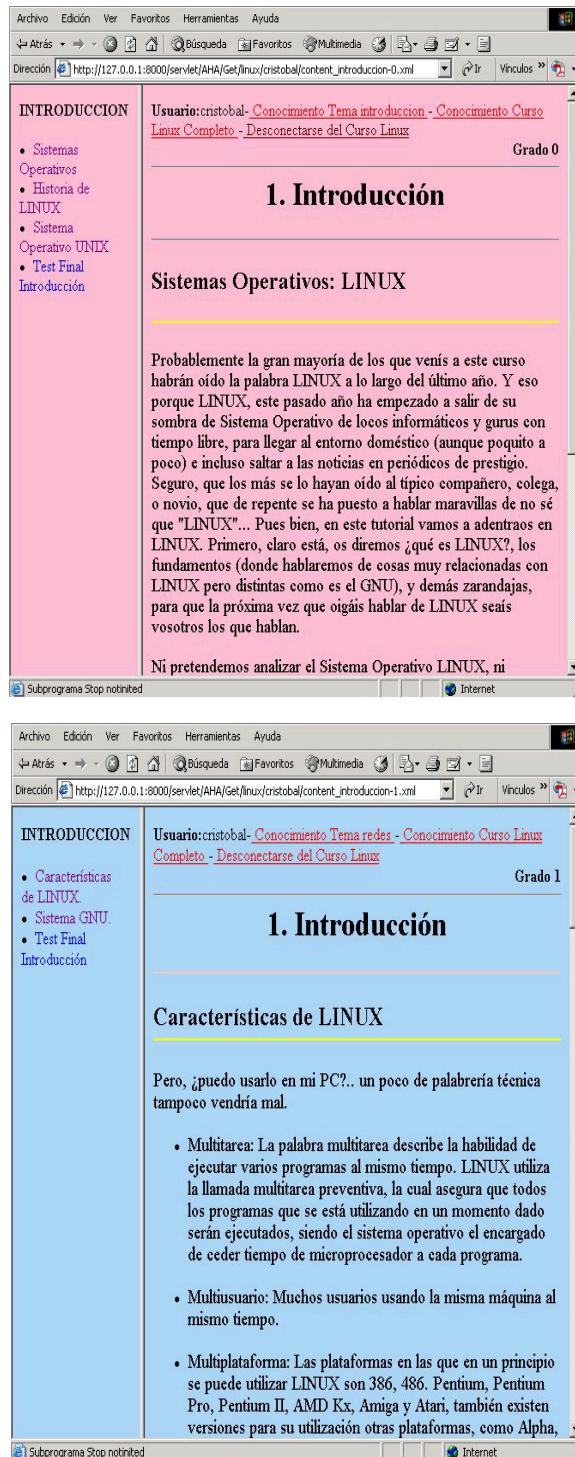 Archivo Edición Ver Favoritos Herramientas Ayuda
Atrás Búsqueda Favoritos Multimedia
Dirección http://127.0.0.1:8000/servlet/AHA/Get/linux/cristobal/content_introduccion-0.xml Ir Vínculos »
INTRODUCCION
• Sistemas
Operativos
• Historia de
LINUX
• Sistema
Operativo UNIX
• Test Final
Introducción
Usuario:cristobal- Conocimiento Tema introduccion - Conocimiento Curso
Linux Completo - Desconectarse del Curso Linux
Grado 0
1. Introducción
Sistemas Operativos: LINUX
Probablemente la gran mayoría de los que venís a este curso
habrán oído la palabra LINUX a lo largo del último año. Y eso
porque LINUX, este pasado año ha empezado a salir de su
sombra de Sistema Operativo de locos informáticos y gurus con
tiempo libre, para llegar al entorno doméstico (aunque poquito a
poco) e incluso saltar a las noticias en periódicos de prestigio.
Seguro, que los más se lo hayan oído al típico compañero, colega,
o novio, que de repente se ha puesto a hablar maravillas de no sé
que "LINUX"... Pues bien, en este tutorial vamos a adentraos en
LINUX. Primero, claro está, os diremos ¿qué es LINUX?, los
fundamentos (donde hablaremos de cosas muy relacionadas con
LINUX pero distintas como es el GNU), y demás zarandajas,
para que la próxima vez que oigáis hablar de LINUX seaís
vosotros los que hablan.
Ni pretendemos analizar el Sistema Operativo LINUX, ni
Subprograma Stop notinited Internet
Archivo Edición Ver Favoritos Herramientas Ayuda
Atrás Búsqueda Favoritos Multimedia
Dirección http://127.0.0.1:8000/servlet/AHA/Get/linux/cristobal/content_introduccion-1.xml Ir Vínculos »
INTRODUCCION
• Características
de LINUX.
• Sistema GNU.
• Test Final
Introducción
Usuario:cristobal- Conocimiento Tema redes - Conocimiento Curso Linux
Completo - Desconectarse del Curso Linux
Grado 1
1. Introducción
Características de LINUX
Pero, ¿puedo usarlo en mi PC?.. un poco de palabrería técnica
tampoco vendría mal.
• Multitarea: La palabra multitarea describe la habilidad de
ejecutar varios programas al mismo tiempo. LINUX utiliza
la llamada multitarea preventiva, la cual asegura que todos
los programas que se está utilizando en un momento dado
serán ejecutados, siendo el sistema operativo el encargado
de ceder tiempo de microprocesador a cada programa.
• Multiusuario: Muchos usuarios usando la misma máquina al
mismo tiempo.
• Multiplataforma: Las plataformas en las que en un principio
se puede utilizar LINUX son 386, 486. Pentium, Pentium
Pro, Pentium II, AMD Kx, Amiga y Atari, también existen
versiones para su utilización otras plataformas, como Alpha,
Subprograma Stop notinited Internet